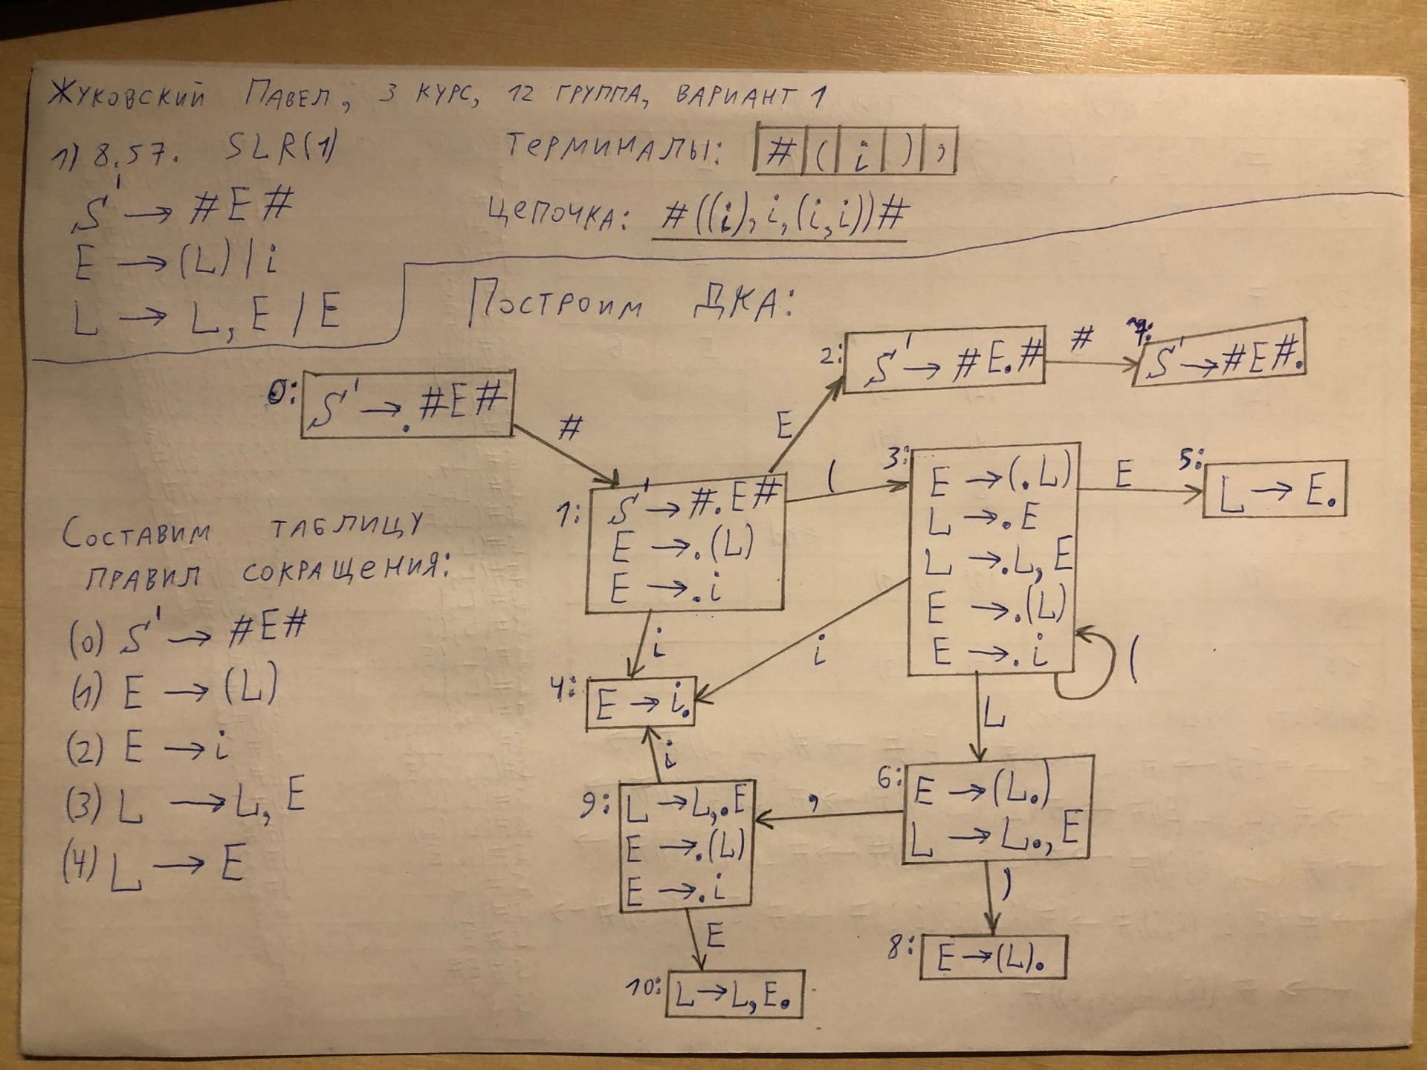 Жуковский Павел, 3 курс, 12 группа, вариант 1
1) 8.57. SLR(1)
S' → #E#
E → (L) | i
L → L, E | E
Терминалы: # ( i ) ,
Цепочка: #((i),i,(i,i))#
Построим ДКА:
0: S' → .#E#
#
1: S' → #.E#
E → .(L)
E → .i
E
2: S' → #E.#
#
7: S' → #E#.
(
3: E → (.L)
L → .E
L → .L, E
E → .(L)
E → .i
E
5: L → E.
(
i
i
4: E → i.
L
6: E → (L.)
L → L., E
,
9: L → L,.E
E → .(L)
E → .i
i
)
8: E → (L).
E
10: L → L, E.
Составим таблицу
правил сокращения:
(0) S' → #E#
(1) E → (L)
(2) E → i
(3) L → L, E
(4) L → E